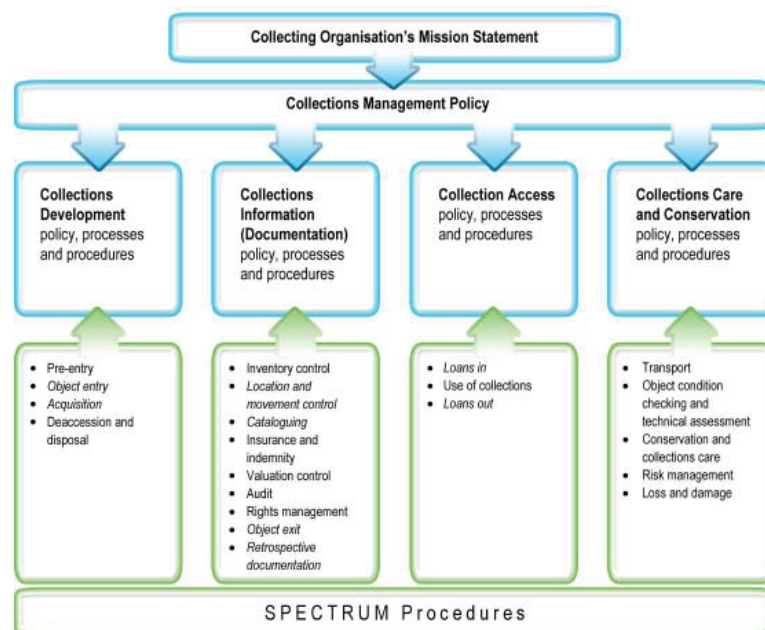 Collecting Organisation's Mission Statement
Collections Management Policy
Collections
Development
policy, processes
and procedures
Collections
Information
(Documentation)
policy, processes
and procedures
Collection Access
policy, processes
and procedures
Collections Care
and Conservation
policy, processes
and procedures
• Pre-entry
• Object entry
• Acquisition
• Deaccession and
disposal
• Inventory control
• Location and
movement control
• Cataloguing
• Insurance and
indemnity
• Valuation control
• Audit
• Rights management
• Object exit
• Retrospective
documentation
• Loans in
• Use of collections
• Loans out
• Transport
• Object condition
checking and
technical assessment
• Conservation and
collections care
• Risk management
• Loss and damage
SPECTRUM Procedures